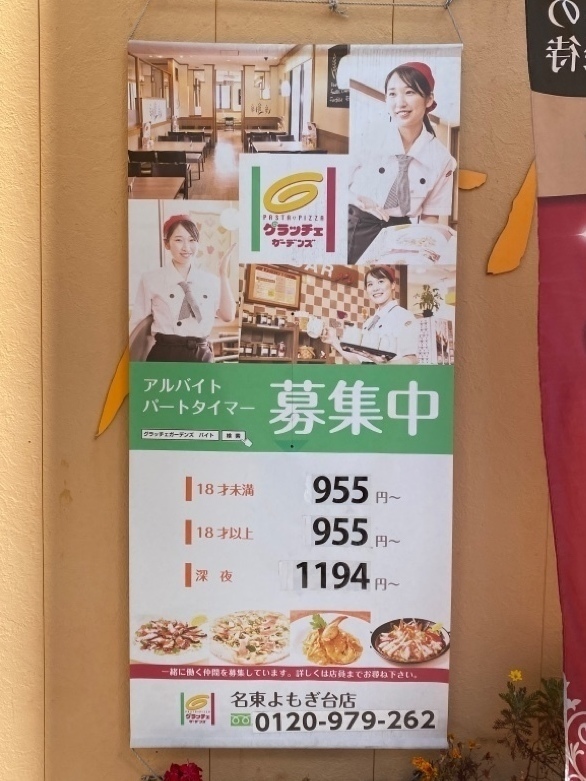 PASTA PIZZA
グラッチェ
ガーデンズ
アルバイト
パートタイマー
募集中
グラッチェガーデンズ バイト 検索
18才未満 955円～
18才以上 955円～
深夜 1194円～
一緒に働く仲間を募集しています。詳しくは店員までお尋ね下さい。
グラッチェ
ガーデンズ
名東よもぎ台店
0120-979-262
の
待